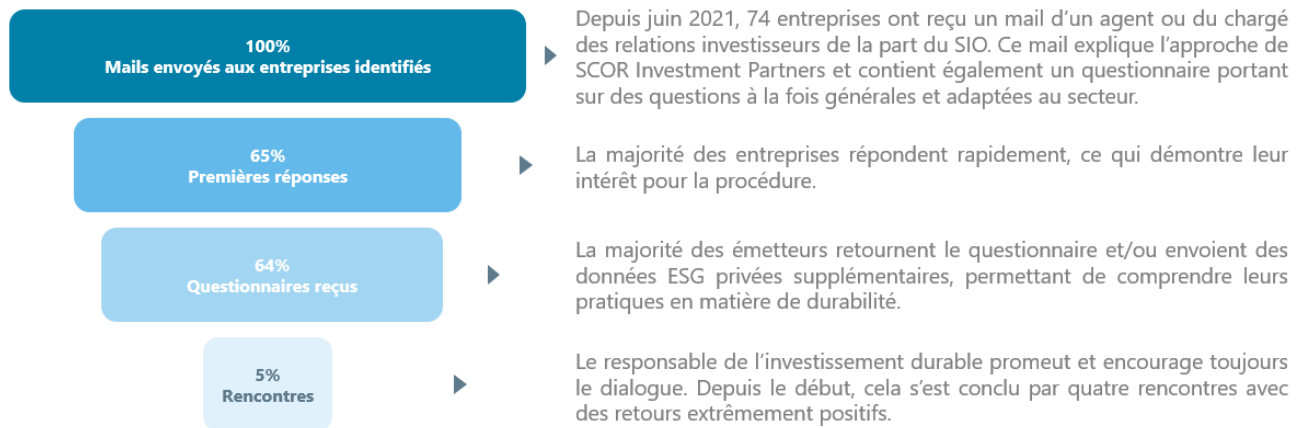 100%
Mails envoyés aux entreprises identifiés
Depuis juin 2021, 74 entreprises ont reçu un mail d’un agent ou du chargé
des relations investisseurs de la part du SIO. Ce mail explique l’approche de
SCOR Investment Partners et contient également un questionnaire portant
sur des questions à la fois générales et adaptées au secteur.
65%
Premières réponses
La majorité des entreprises répondent rapidement, ce qui démontre leur
intérêt pour la procédure.
64%
Questionnaires reçus
La majorité des émetteurs retournent le questionnaire et/ou envoient des
données ESG privées supplémentaires, permettant de comprendre leurs
pratiques en matière de durabilité.
5%
Rencontres
Le responsable de l’investissement durable promeut et encourage toujours
le dialogue. Depuis le début, cela s’est conclu par quatre rencontres avec
des retours extrêmement positifs.